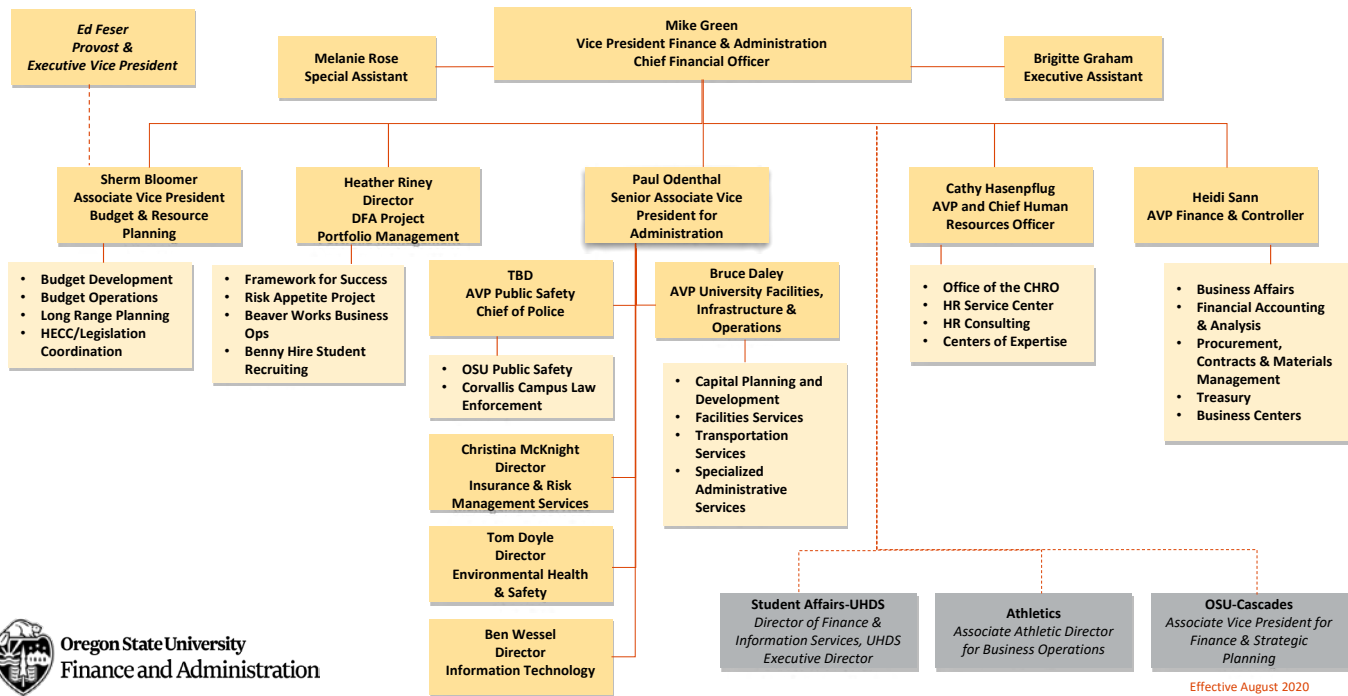 Ed Feser
Provost &
Executive Vice President
Mike Green
Vice President Finance & Administration
Chief Financial Officer
Melanie Rose
Special Assistant
Brigitte Graham
Executive Assistant
Sherm Bloomer
Associate Vice President
Budget & Resource
Planning
Heather Riney
Director
DFA Project
Portfolio Management
Paul Odenthal
Senior Associate Vice
President for
Administration
Cathy Hasenpflug
AVP and Chief Human
Resources Officer
Heidi Sann
AVP Finance & Controller
• Budget Development
• Budget Operations
• Long Range Planning
• HECC/Legislation
Coordination
• Framework for Success
• Risk Appetite Project
• Beaver Works Business
Ops
• Benny Hire Student
Recruiting
TBD
AVP Public Safety
Chief of Police
• OSU Public Safety
• Corvallis Campus Law
Enforcement
Christina McKnight
Director
Insurance & Risk
Management Services
Tom Doyle
Director
Environmental Health
& Safety
Ben Wessel
Director
Information Technology
Bruce Daley
AVP University Facilities,
Infrastructure &
Operations
• Capital Planning and
Development
• Facilities Services
• Transportation
Services
• Specialized
Administrative
Services
• Office of the CHRO
• HR Service Center
• HR Consulting
• Centers of Expertise
• Business Affairs
• Financial Accounting
& Analysis
• Procurement,
Contracts & Materials
Management
• Treasury
• Business Centers
Student Affairs-UHDS
Director of Finance &
Information Services, UHDS
Executive Director
Athletics
Associate Athletic Director
for Business Operations
OSU-Cascades
Associate Vice President for
Finance & Strategic
Planning
1868
Oregon State University
Finance and Administration
Effective August 2020